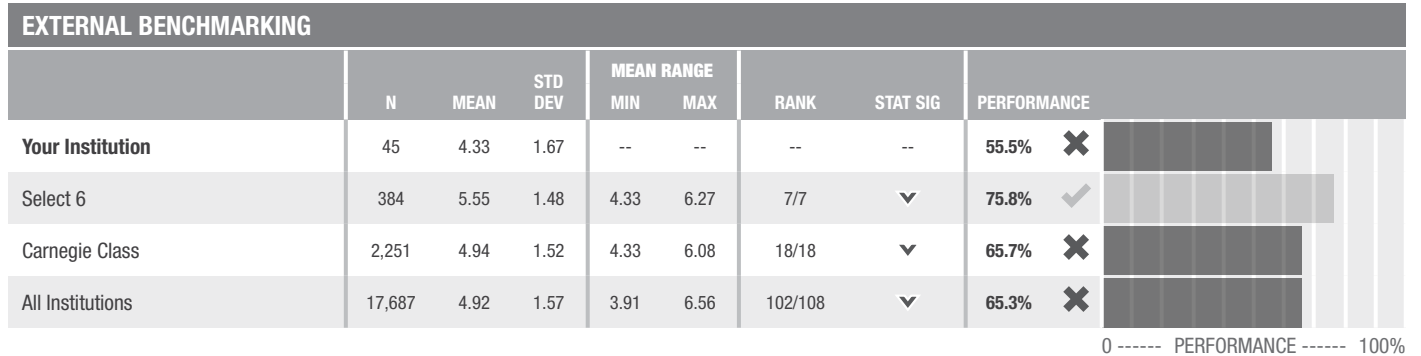 EXTERNAL BENCHMARKING
N MEAN STD DEV MEAN RANGE MIN MAX RANK STAT SIG PERFORMANCE
Your Institution 45 4.33 1.67 -- -- -- -- 55.5%
Select 6 384 5.55 1.48 4.33 6.27 7/7 75.8%
Carnegie Class 2,251 4.94 1.52 4.33 6.08 18/18 65.7%
All Institutions 17,687 4.92 1.57 3.91 6.56 102/108 65.3%
0 ------ PERFORMANCE ------ 100%